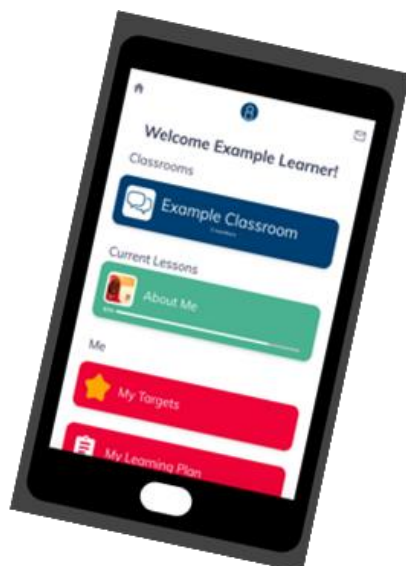 Welcome Example Learner!
Classrooms
Example Classroom
Current Lessons
About Me
Me
My Targets
My Learning Plan